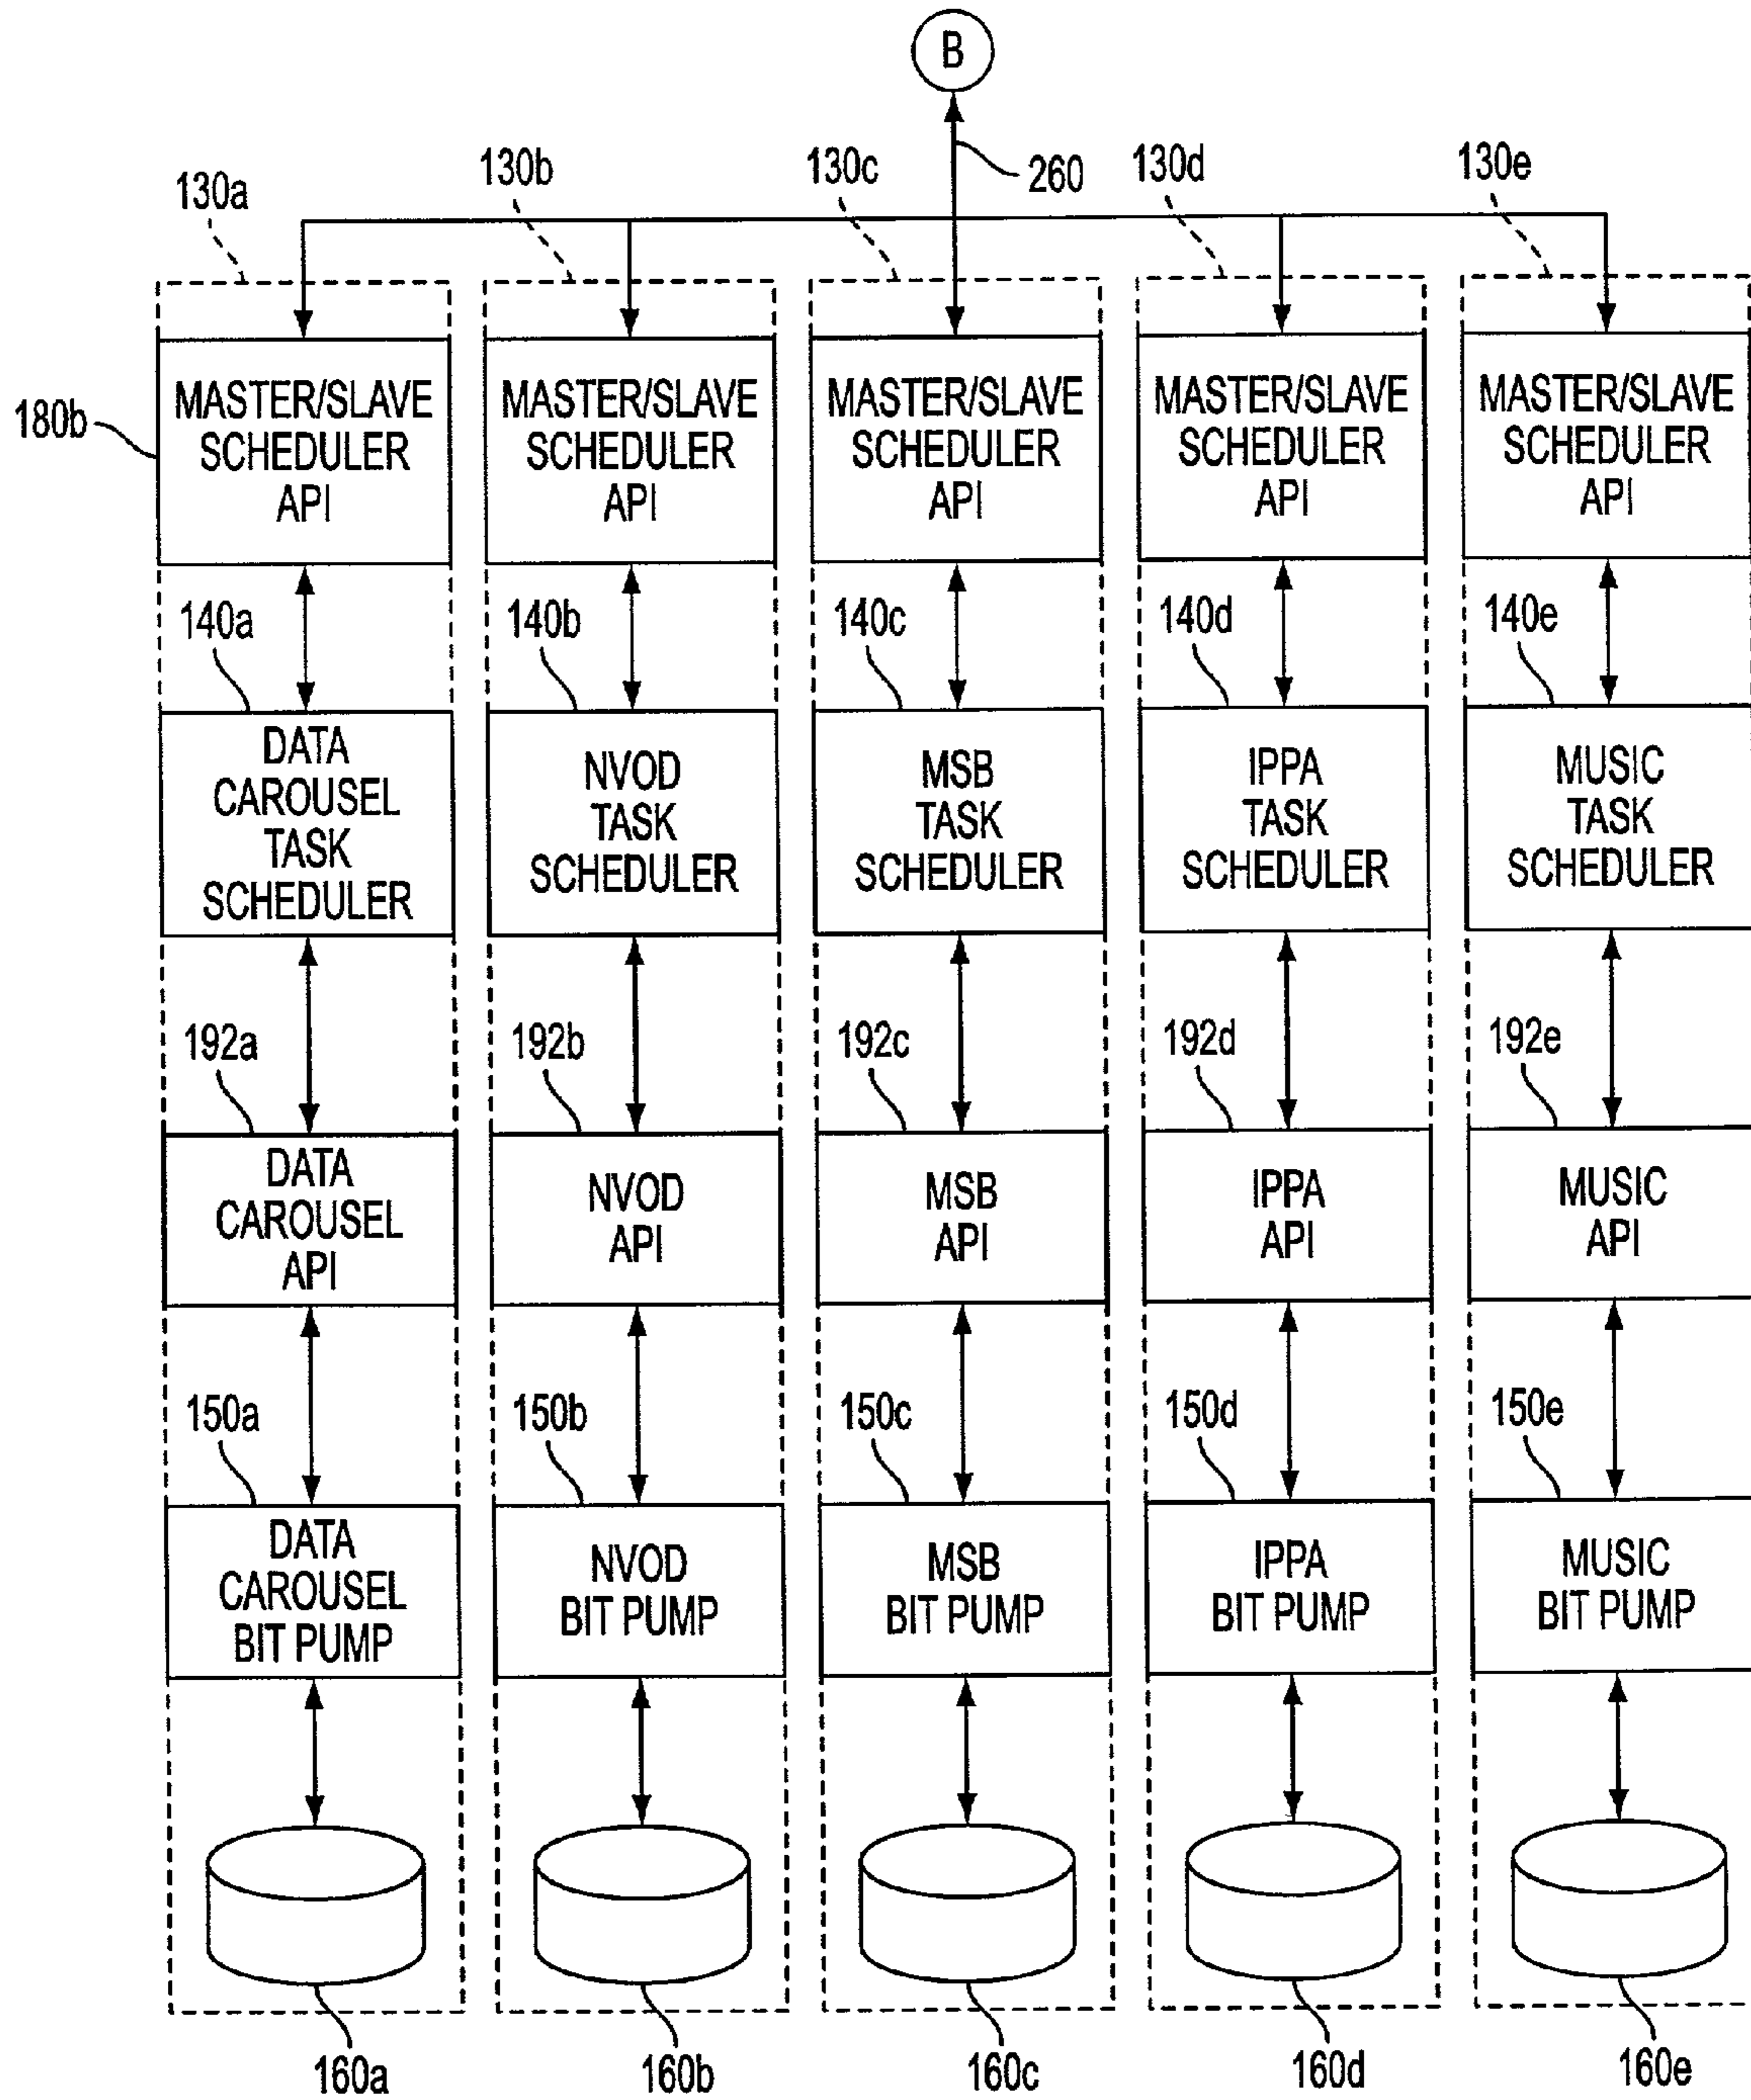 B
260
130a
130b
130c
130d
130e
180b
MASTER/SLAVE
SCHEDULER
API
MASTER/SLAVE
SCHEDULER
API
MASTER/SLAVE
SCHEDULER
API
MASTER/SLAVE
SCHEDULER
API
MASTER/SLAVE
SCHEDULER
API
140a
140b
140c
140d
140e
DATA
CAROUSEL
TASK
SCHEDULER
NVOD
TASK
SCHEDULER
MSB
TASK
SCHEDULER
IPPA
TASK
SCHEDULER
MUSIC
TASK
SCHEDULER
192a
192b
192c
192d
192e
DATA
CAROUSEL
API
NVOD
API
MSB
API
IPPA
API
MUSIC
API
150a
150b
150c
150d
150e
DATA
CAROUSEL
BIT PUMP
NVOD
BIT PUMP
MSB
BIT PUMP
IPPA
BIT PUMP
MUSIC
BIT PUMP
160a
160b
160c
160d
160e